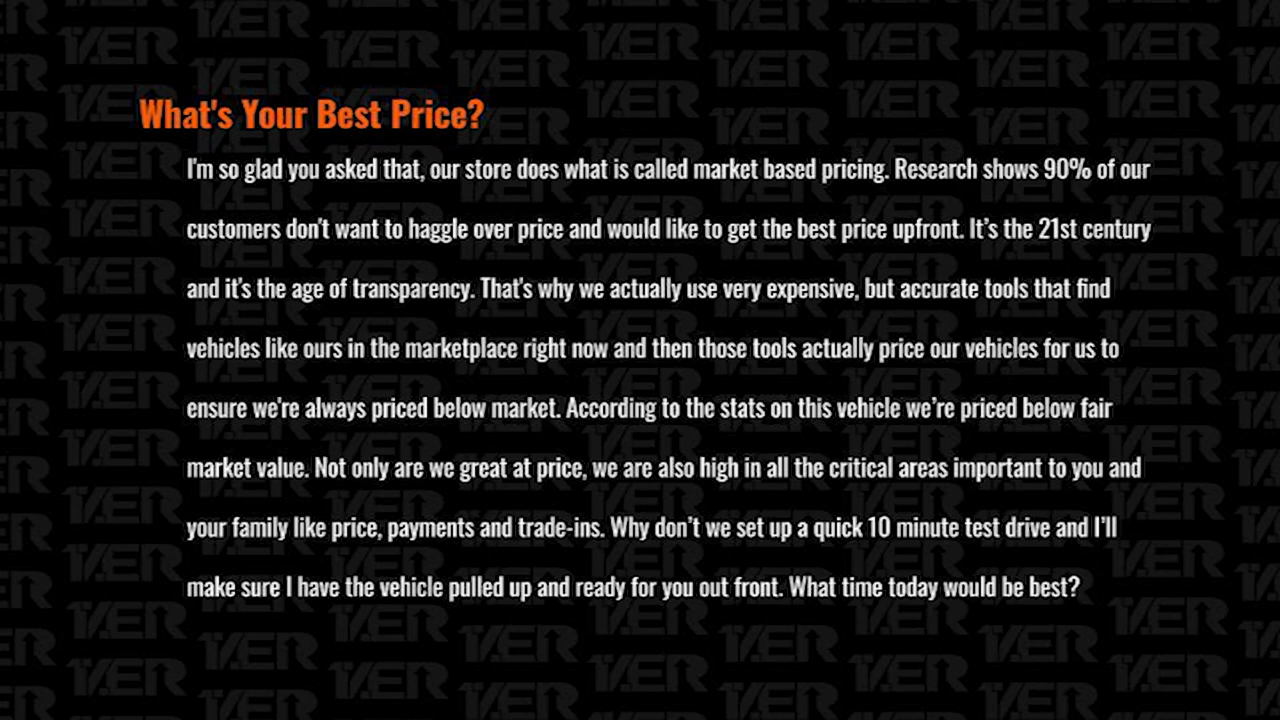 What's Your Best Price?
I'm so glad you asked that, our store does what is called market based pricing. Research shows 90% of our
customers don't want to haggle over price and would like to get the best price upfront. It’s the 21st century
and it’s the age of transparency. That's why we actually use very expensive, but accurate tools that find
vehicles like ours in the marketplace right now and then those tools actually price our vehicles for us to
ensure we're always priced below market. According to the stats on this vehicle we’re priced below fair
market value. Not only are we great at price, we are also high in all the critical areas important to you and
your family like price, payments and trade-ins. Why don’t we set up a quick 10 minute test drive and I’ll
make sure I have the vehicle pulled up and ready for you out front. What time today would be best?